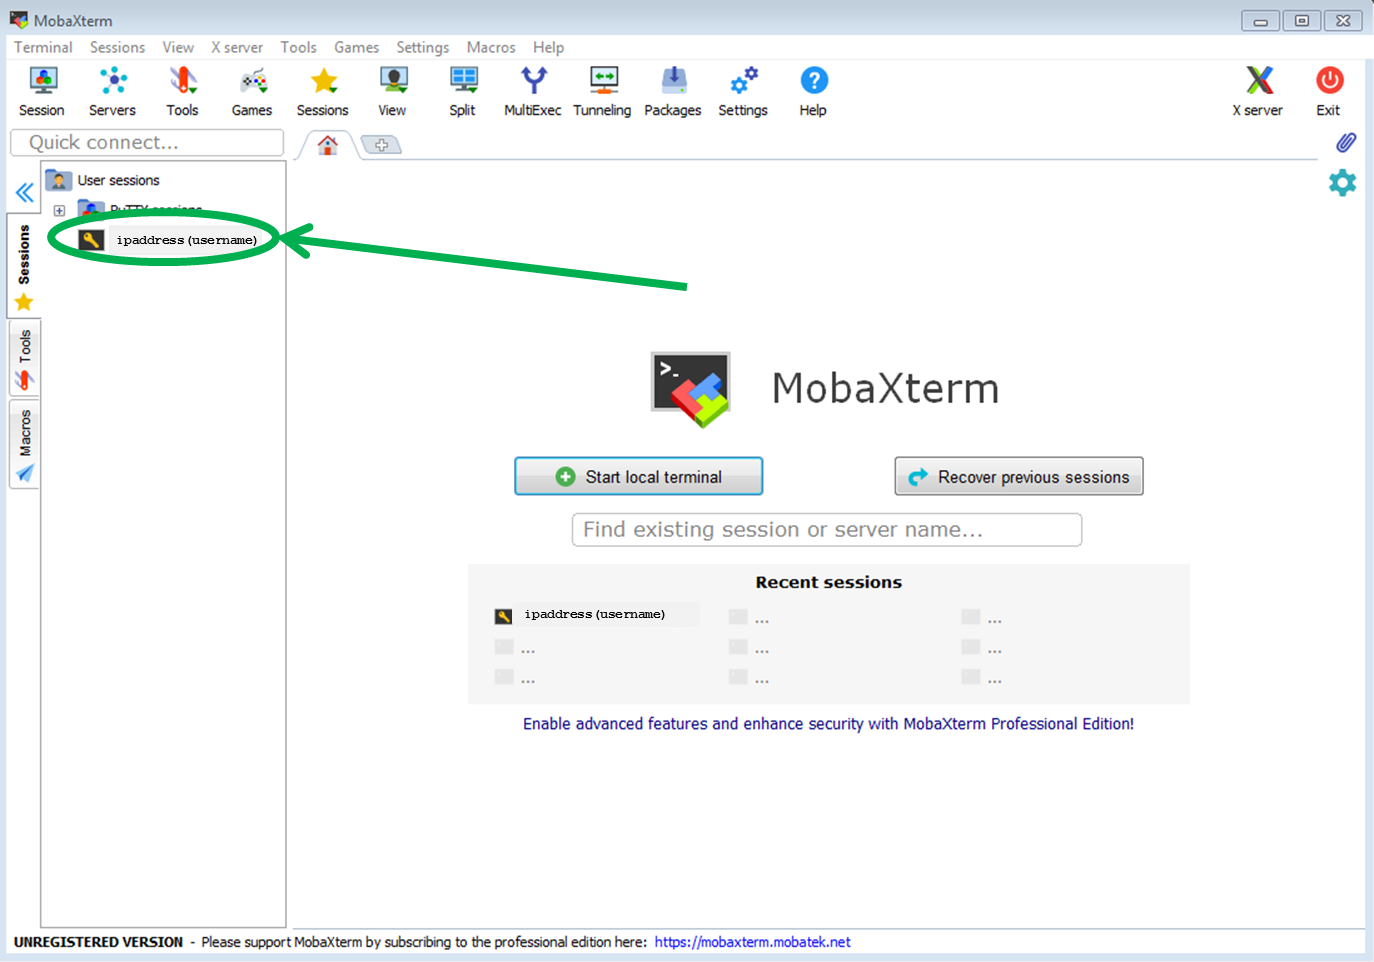 MobaXterm
Terminal Sessions View X server Tools Games Settings Macros Help
Session Servers Tools Games Sessions View Split MultiExec Tunneling Packages Settings Help X server Exit
Quick connect...
User sessions
PuTTY sessions
ipaddress(username)
Sessions
Tools
Macros
>_
MobaXterm
Start local terminal Recover previous sessions
Find existing session or server name...
Recent sessions
ipaddress(username) ... ...
... ... ...
... ... ...
Enable advanced features and enhance security with MobaXterm Professional Edition!
UNREGISTERED VERSION - Please support MobaXterm by subscribing to the professional edition here: https://mobaxterm.mobatek.net